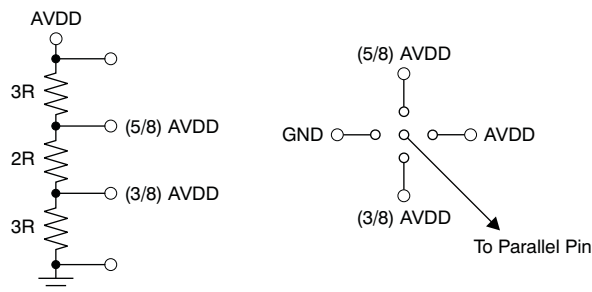 AVDD
3R
(5/8) AVDD
2R
(3/8) AVDD
3R
(5/8) AVDD
GND
AVDD
(3/8) AVDD
To Parallel Pin